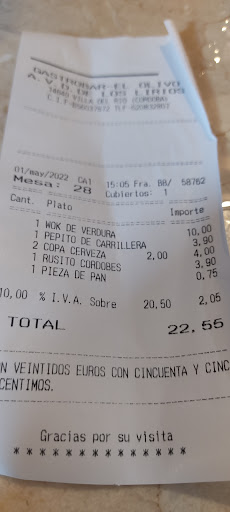 GASTROBAR-EL OLIVO
A.V.D.DE LOS LIRIOS
14640 VILLA DEL RIO (CORDOBA)
01/may/2022 CA1 15:05 Fra. BB/ 58762
Mesa: 28 Cubiertos: 1
Cant. Plato Importe
1 WOK DE VERDURA 10,00
1 PEPITO DE CARRILLERA 3,90
2 COPA CERVEZA 2,00 4,00
1 RUSITO CORDOBES 3,90
1 PIEZA DE PAN 0,75
10,00 % I.V.A. Sobre 20,50 2,05
TOTAL 22,55
N VEINTIDOS EUROS CON CINCUENTA Y CINC
CENTIMOS.
Gracias por su visita
* * * * * * * * * * * * *